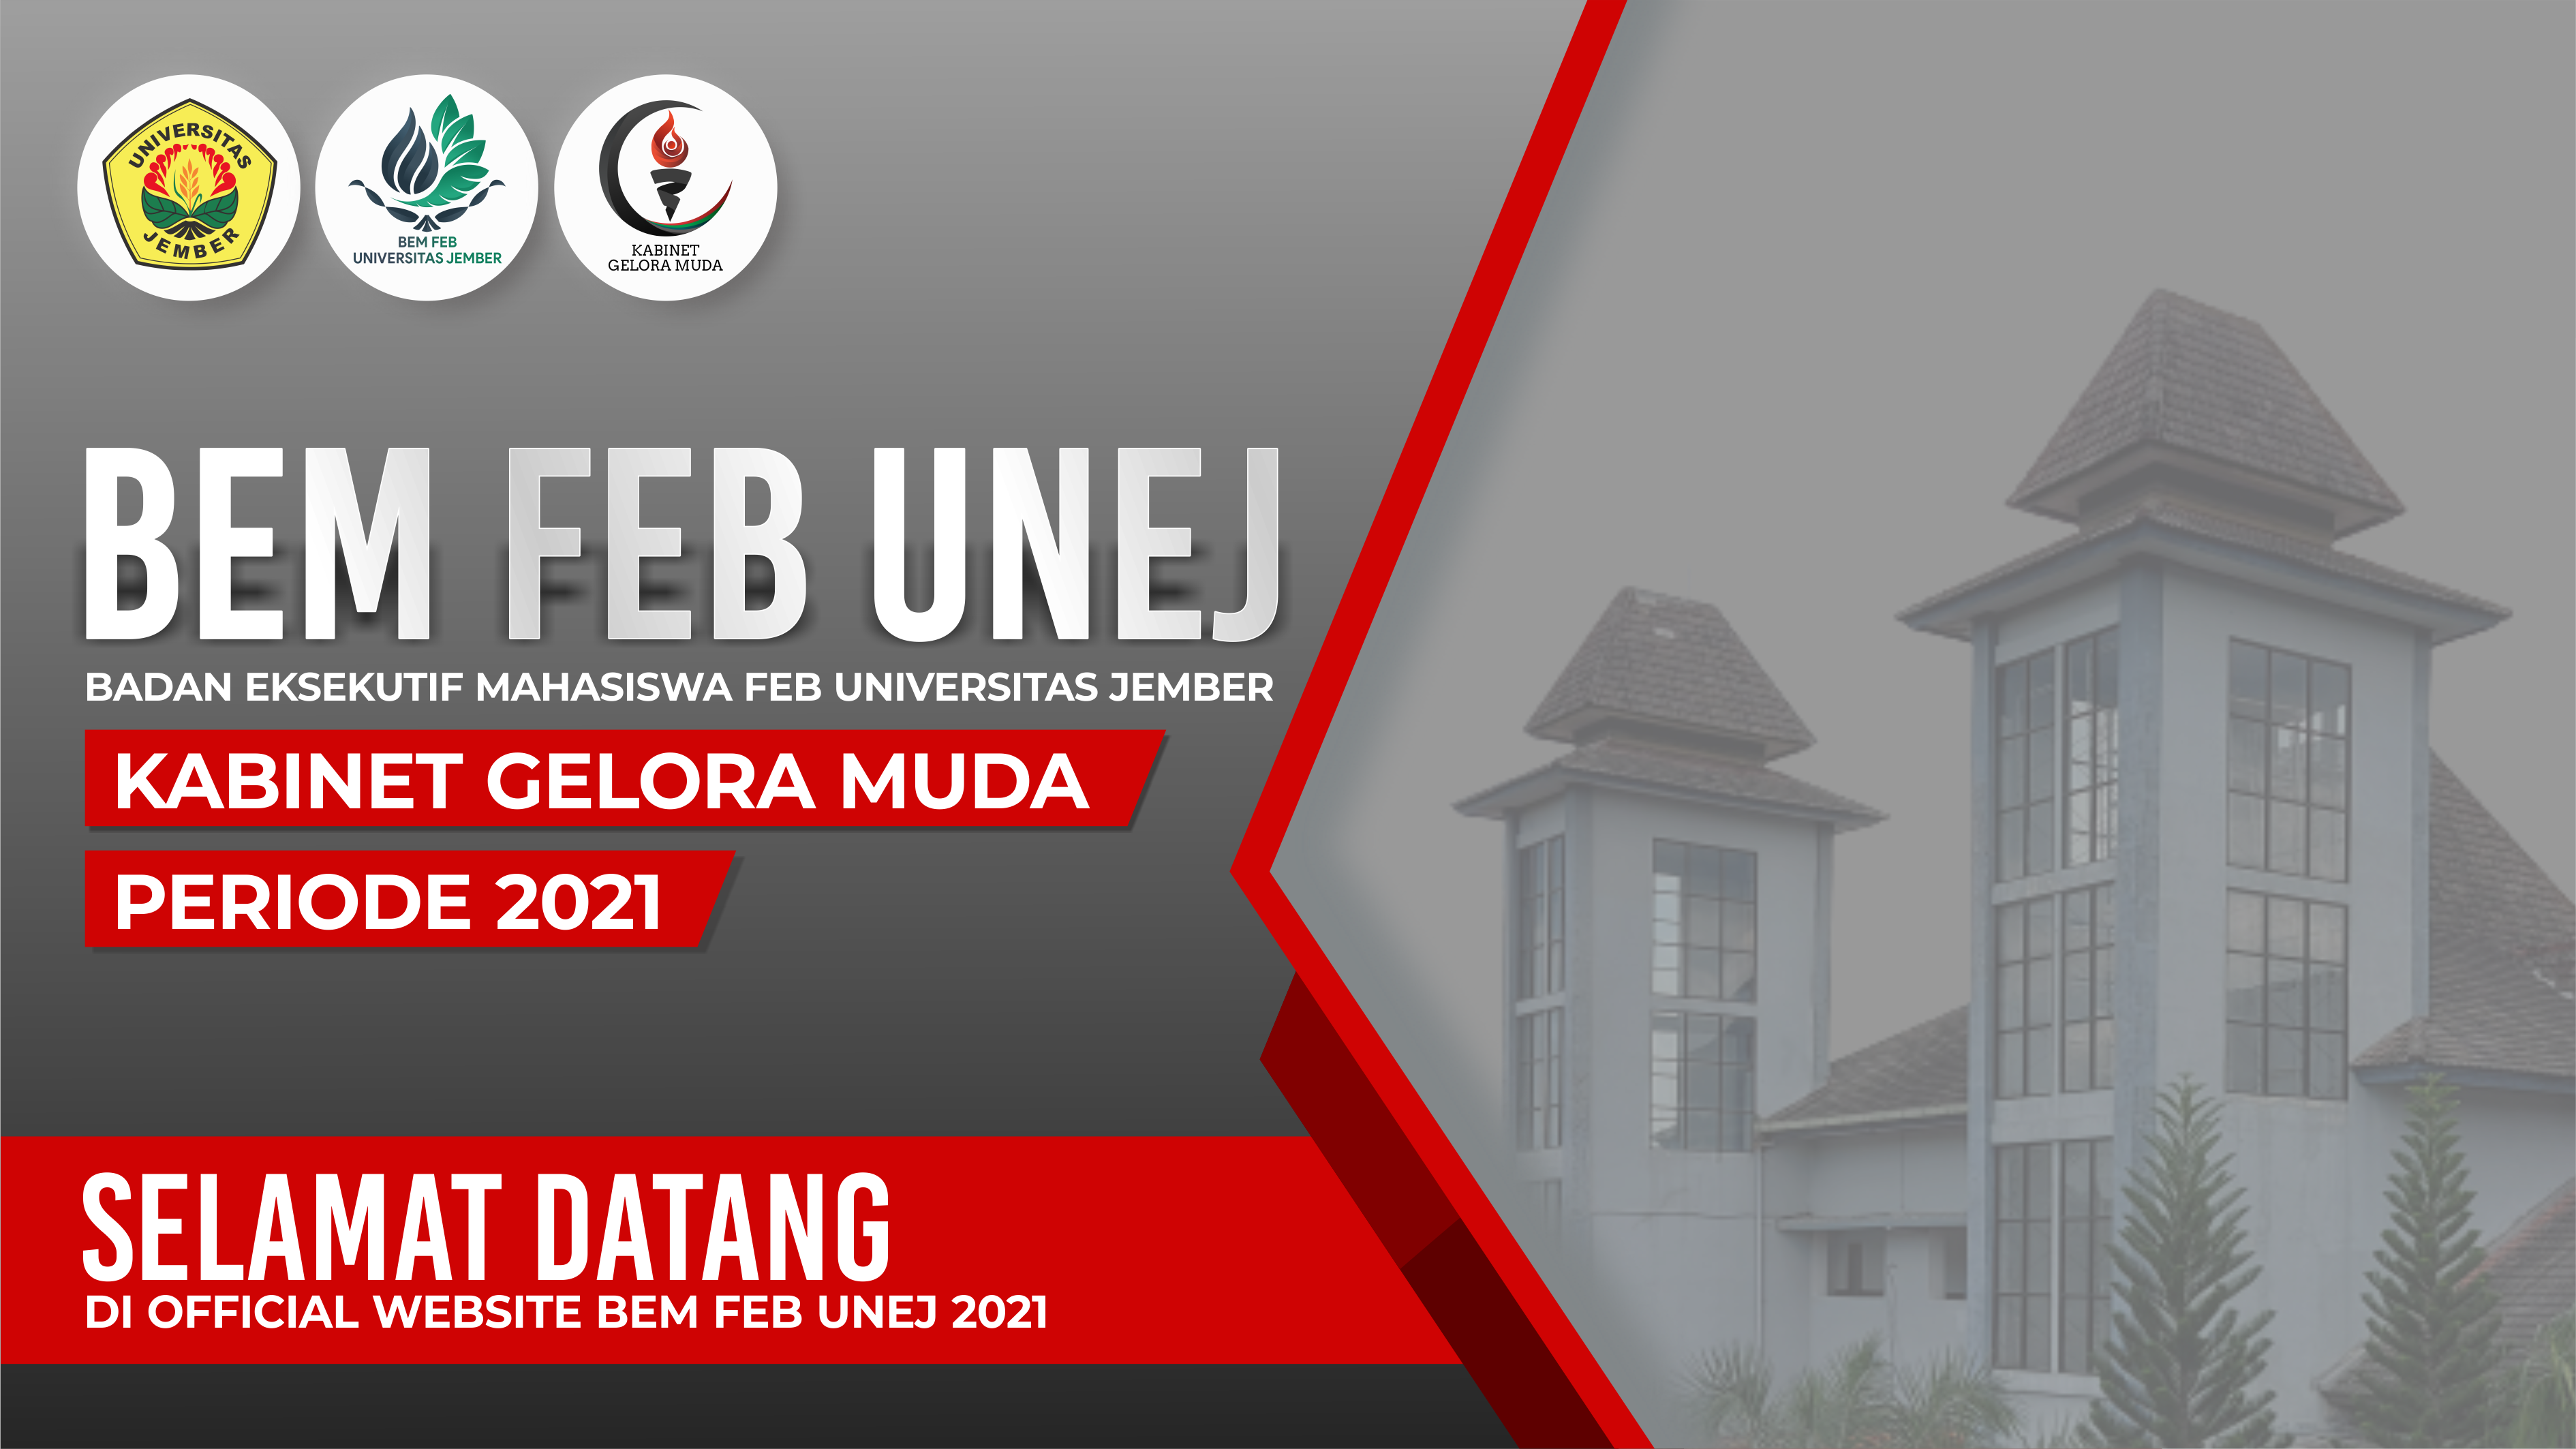 UNIVERSITAS
JEMBER
BEM FEB
UNIVERSITAS JEMBER
KABINET
GELORA MUDA
BEM FEB UNEJ
BADAN EKSEKUTIF MAHASISWA FEB UNIVERSITAS JEMBER
KABINET GELORA MUDA
PERIODE 2021
SELAMAT DATANG
DI OFFICIAL WEBSITE BEM FEB UNEJ 2021